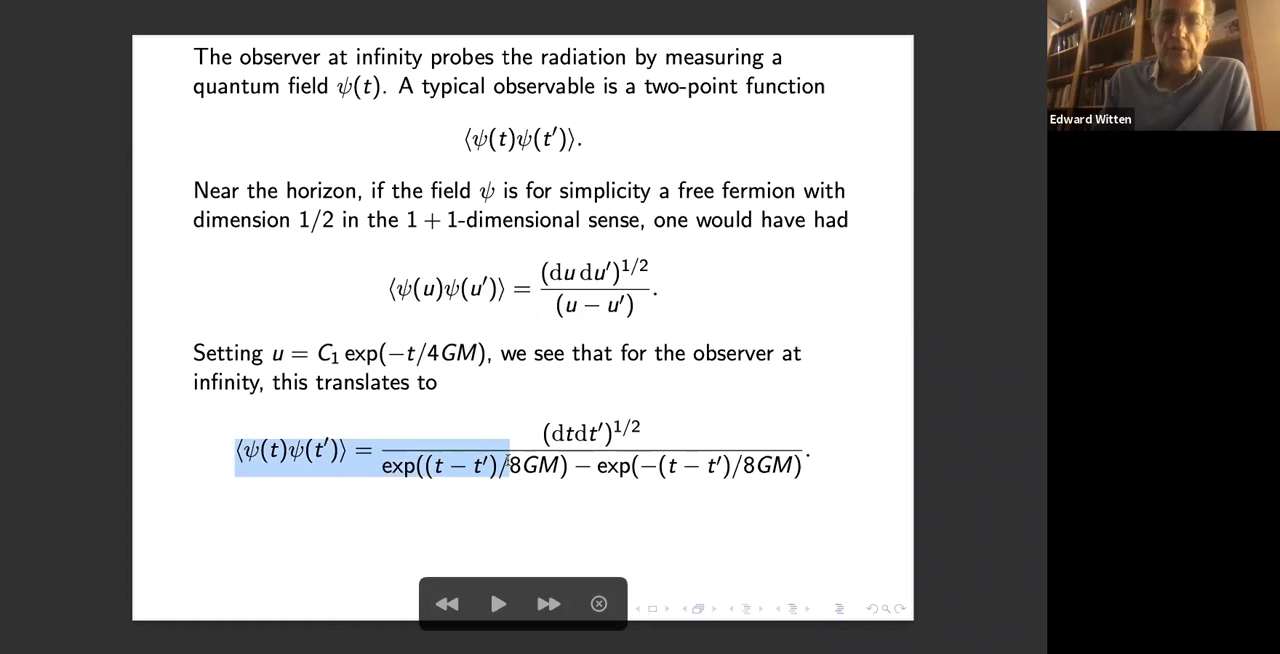 The observer at infinity probes the radiation by measuring a
quantum field ψ(t). A typical observable is a two-point function
⟨ψ(t)ψ(t′)⟩.
Near the horizon, if the field ψ is for simplicity a free fermion with
dimension 1/2 in the 1 + 1-dimensional sense, one would have had
⟨ψ(u)ψ(u′)⟩ = (du du′)^{1/2} / (u − u′).
Setting u = C₁ exp(−t/4GM), we see that for the observer at
infinity, this translates to
⟨ψ(t)ψ(t′)⟩ = (dtdt′)^{1/2} / exp((t − t′)/8GM) − exp(−(t − t′)/8GM).
Edward Witten